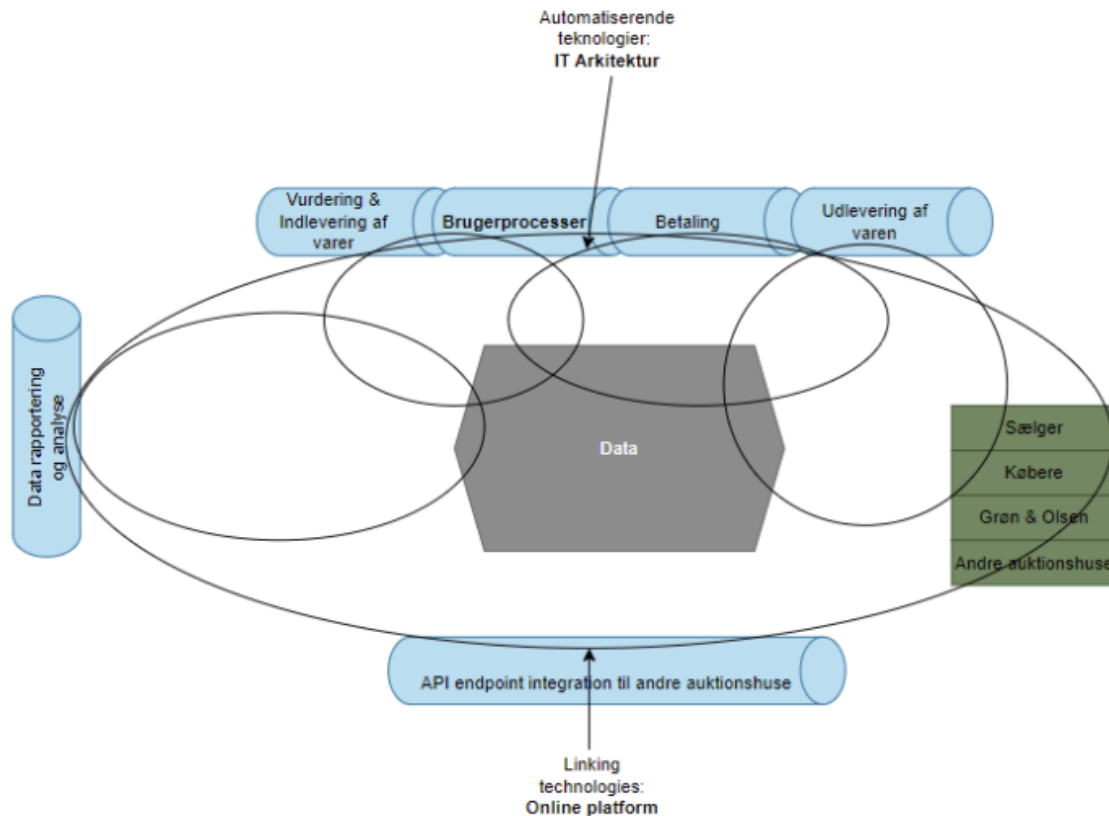 Automatiserende
teknologier:
IT Arkitektur
Vurdering &
Indlevering af
varer
Brugerprocesser
Betaling
Udlevering af
varen
Data rapportering
og analyse
Data
Sælger
Købere
Grøn & Olsen
Andre auktionshuse
API endpoint integration til andre auktionshuse
Linking
technologies:
Online platform